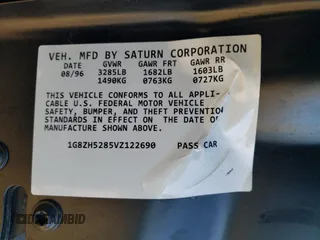 VEH. MFD BY SATURN CORPORATION
DATE GVWR GAWR FRT GAWR RR
08/96 3285LB 1682LB 1603LB
1490KG 0763KG 0727KG
THIS VEHICLE CONFORMS TO ALL APPLI-
CABLE U.S. FEDERAL MOTOR VEHICLE
SAFETY, BUMPER, AND THEFT PREVENTION
STANDARDS IN EFFECT ON THE DATE OF
MANUFACTURE SHOWN ABOVE.
1G8ZH5285VZ122690 PASS CAR